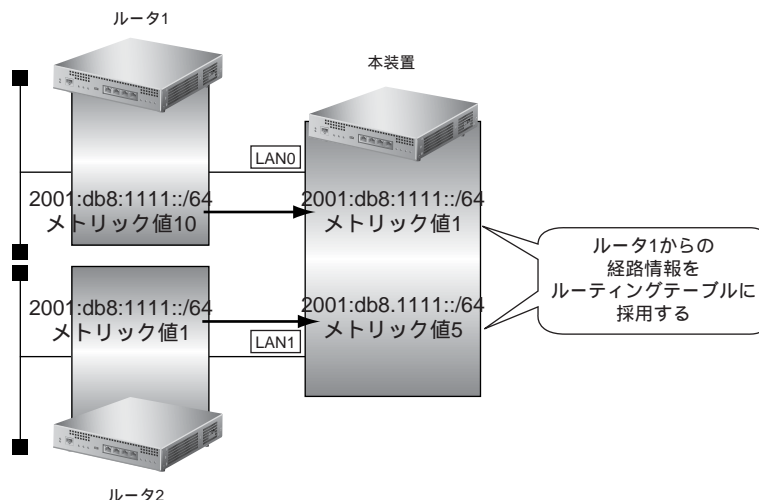 ルータ1
本装置
LAN0
2001:db8:1111::/64
メトリック値10
2001:db8:1111::/64
メトリック値1
ルータ1からの
経路情報を
ルーティングテーブルに
採用する
2001:db8:1111::/64
メトリック値1
2001:db8.1111::/64
メトリック値5
LAN1
ルータ2